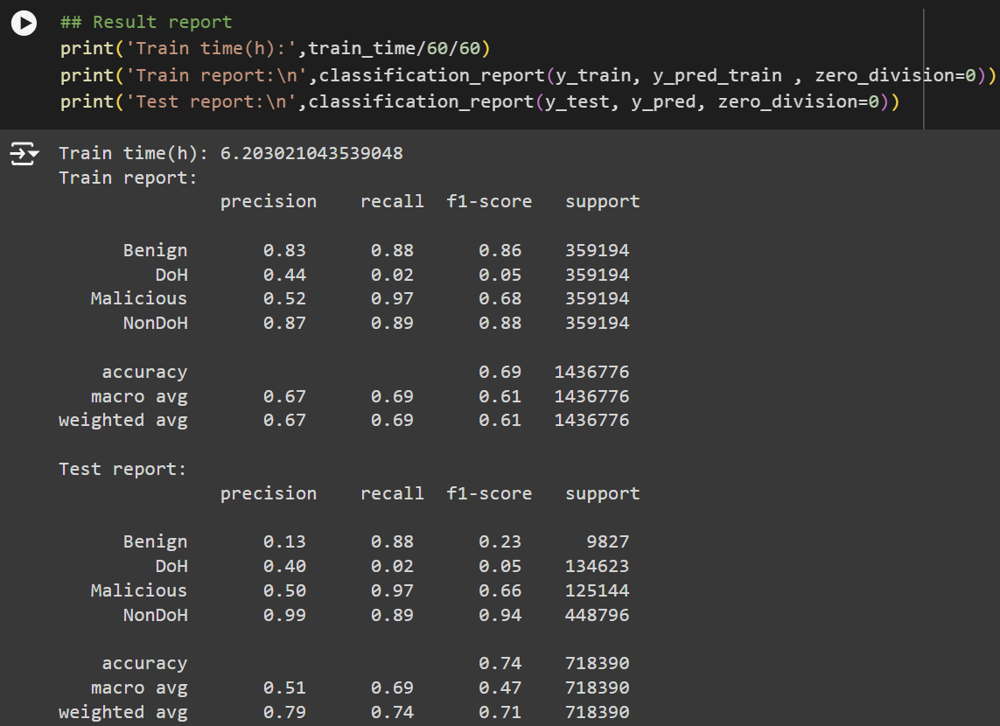 ## Result report
print('Train time(h):',train_time/60/60)
print('Train report:\n',classification_report(y_train, y_pred_train , zero_division=0))
print('Test report:\n',classification_report(y_test, y_pred, zero_division=0))
Train time(h): 6.203021043539048
Train report:
precision recall f1-score support
Benign 0.83 0.88 0.86 359194
DoH 0.44 0.02 0.05 359194
Malicious 0.52 0.97 0.68 359194
NonDoH 0.87 0.89 0.88 359194
accuracy 0.69 1436776
macro avg 0.67 0.69 0.61 1436776
weighted avg 0.67 0.69 0.61 1436776
Test report:
precision recall f1-score support
Benign 0.13 0.88 0.23 9827
DoH 0.40 0.02 0.05 134623
Malicious 0.50 0.97 0.66 125144
NonDoH 0.99 0.89 0.94 448796
accuracy 0.74 718390
macro avg 0.51 0.69 0.47 718390
weighted avg 0.79 0.74 0.71 718390